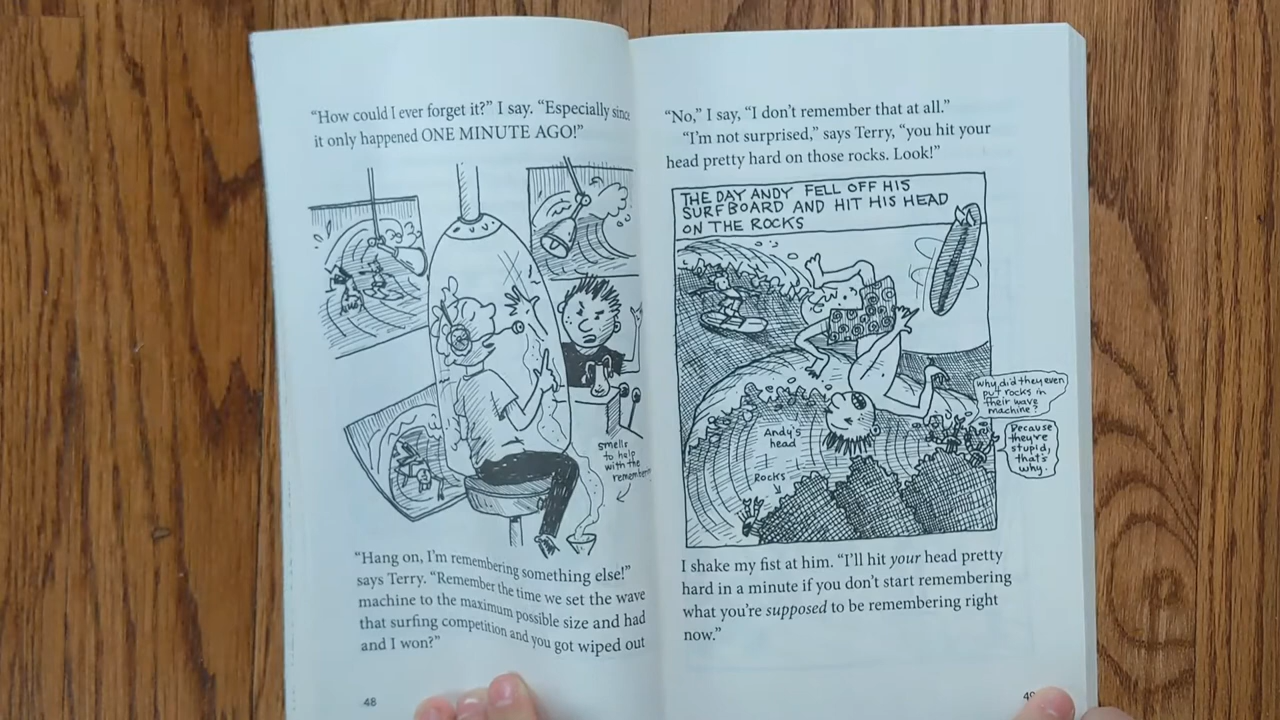 “How could I ever forget it?” I say. “Especially since
it only happened ONE MINUTE AGO!”
smells
to help
with the
remembering
“Hang on, I’m remembering something else!”
says Terry. “Remember the time we set the wave
machine to the maximum possible size and had
that surfing competition and you got wiped out
and I won?”
48
“No,” I say, “I don’t remember that at all.”
“I’m not surprised,” says Terry, “you hit your
head pretty hard on those rocks. Look!”
THE DAY ANDY FELL OFF HIS
SURFBOARD AND HIT HIS HEAD
ON THE ROCKS
Why did they even
put rocks in
their wave
machine?
Because
they're
stupid,
that's
why.
Andy's
head
Rocks
I shake my fist at him. “I’ll hit your head pretty
hard in a minute if you don’t start remembering
what you’re supposed to be remembering right
now.”
49